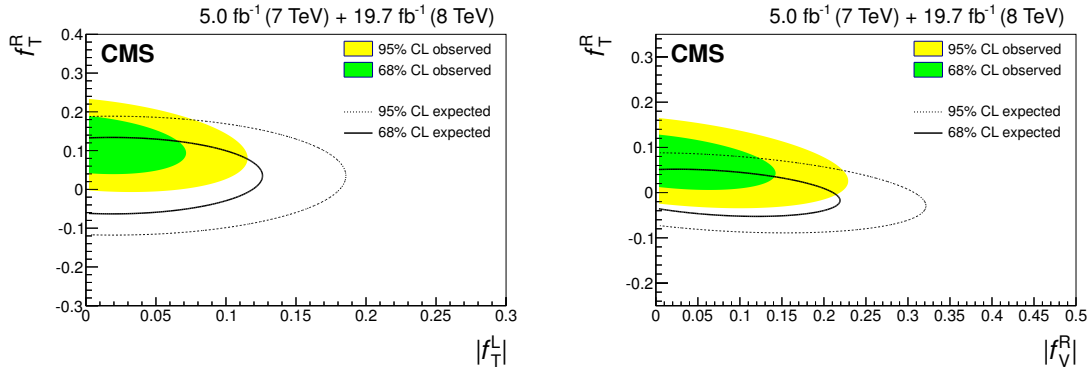 5.0 fb⁻¹ (7 TeV) + 19.7 fb⁻¹ (8 TeV)
f_T^R
CMS
95% CL observed
68% CL observed
95% CL expected
68% CL expected
0.4
0.3
0.2
0.1
0
-0.1
-0.2
-0.3
0 0.05 0.1 0.15 0.2 0.25 0.3
|f_T^L|
5.0 fb⁻¹ (7 TeV) + 19.7 fb⁻¹ (8 TeV)
f_T^R
CMS
95% CL observed
68% CL observed
95% CL expected
68% CL expected
0.3
0.2
0.1
0
-0.1
-0.2
0 0.05 0.1 0.15 0.2 0.25 0.3 0.35 0.4 0.45 0.5
|f_V^R|